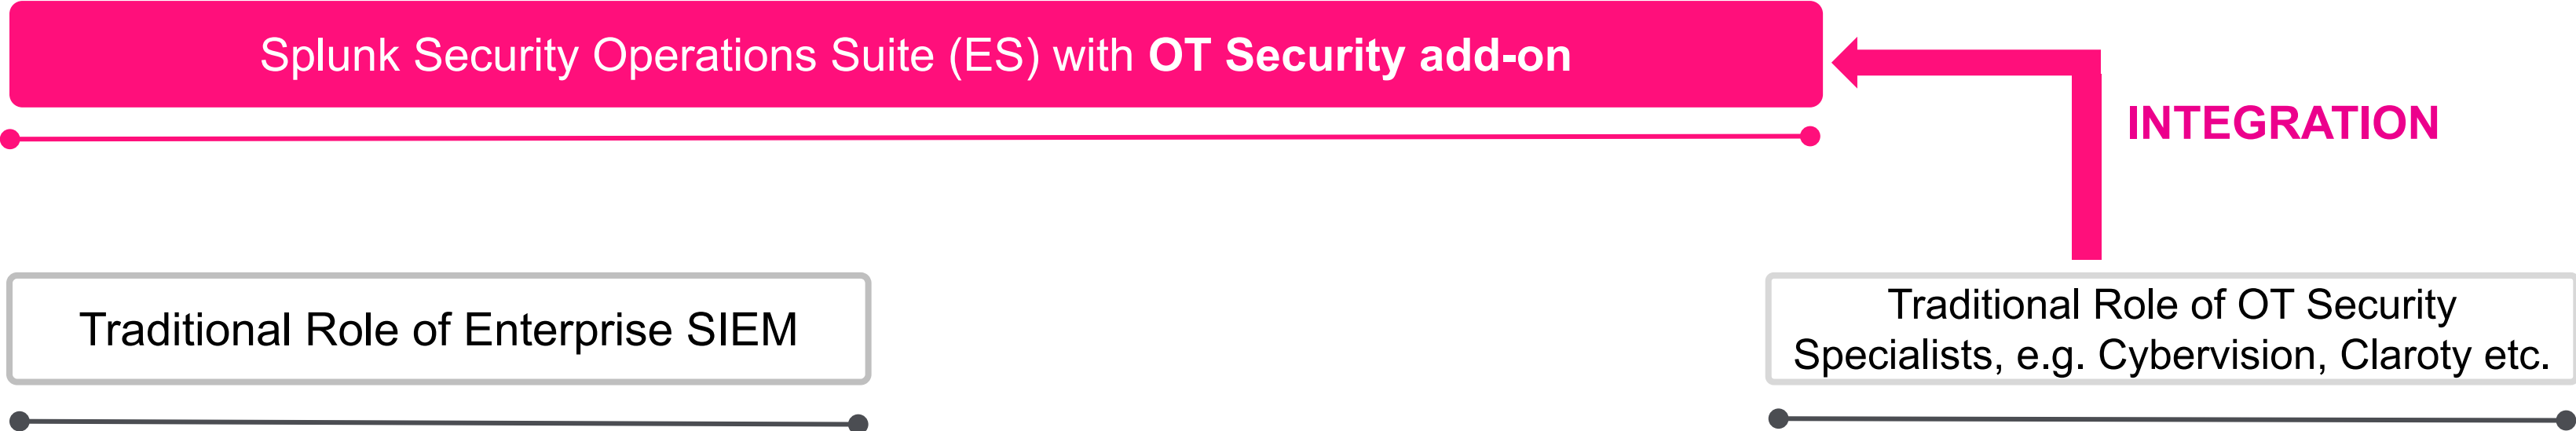 Splunk Security Operations Suite (ES) with OT Security add-on
INTEGRATION
Traditional Role of Enterprise SIEM
Traditional Role of OT Security
Specialists, e.g. Cybervision, Claroty etc.